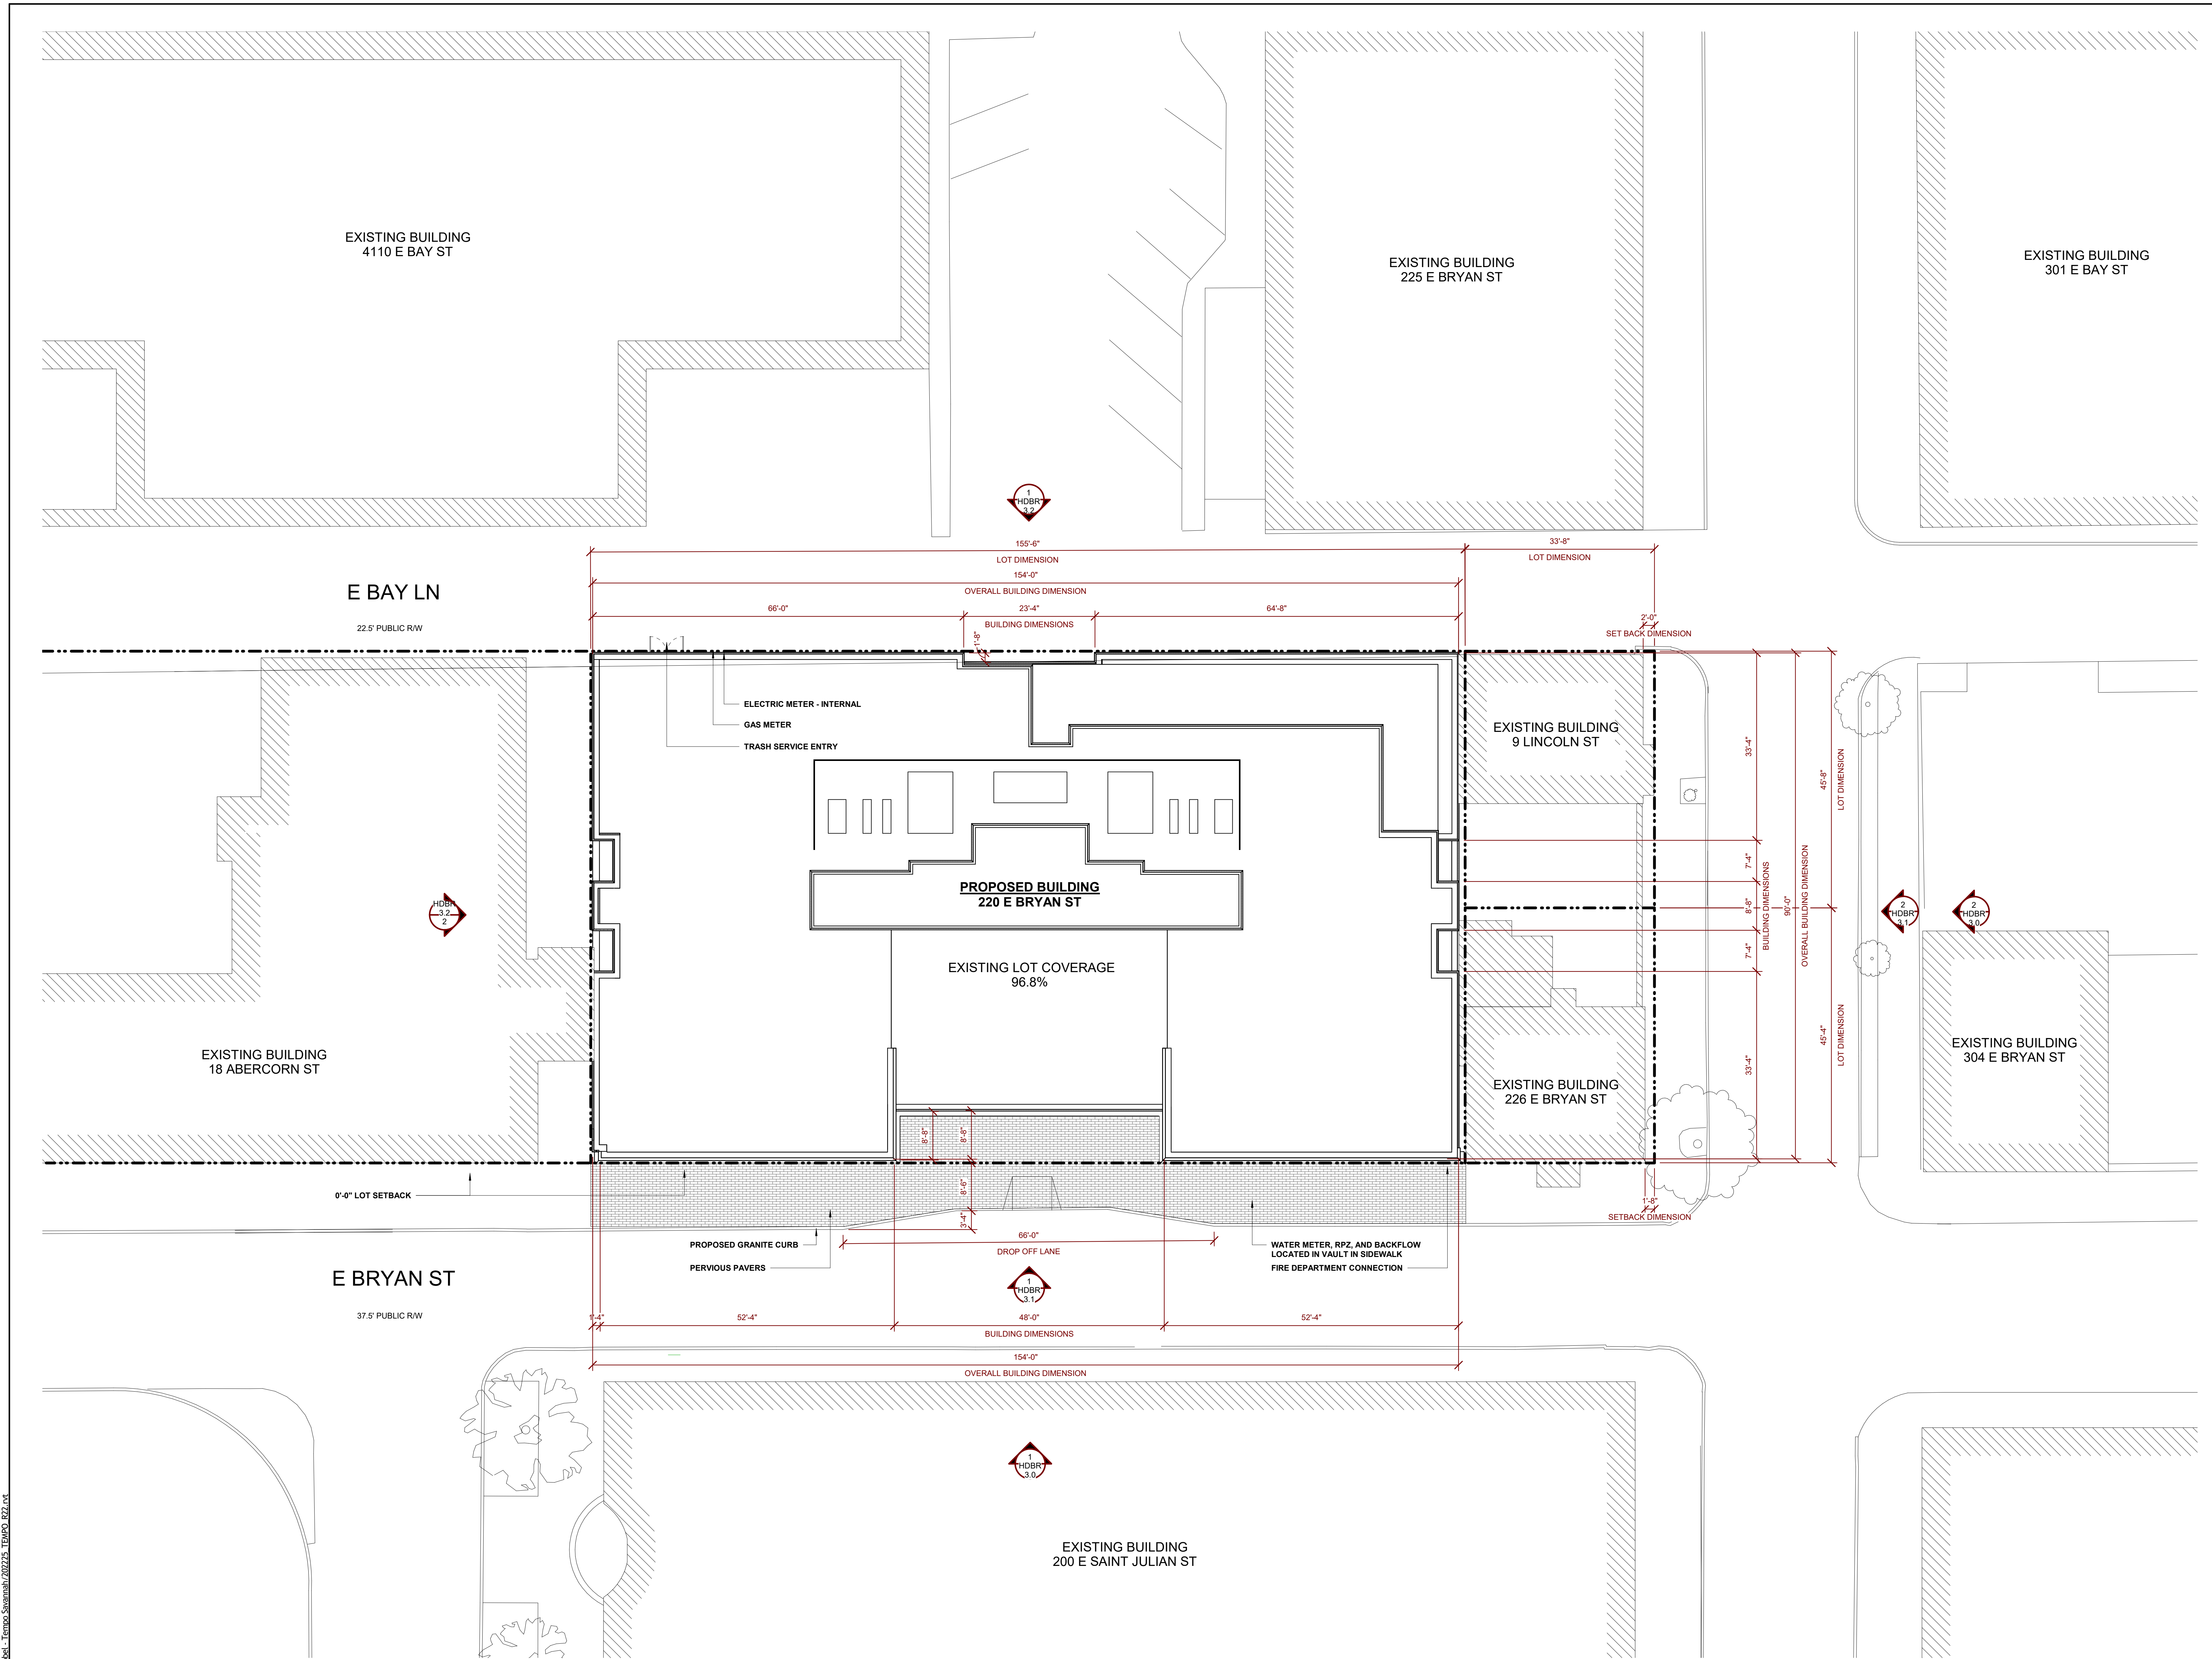 EXISTING BUILDING
4110 E BAY ST
EXISTING BUILDING
225 E BRYAN ST
EXISTING BUILDING
301 E BAY ST
1
HDBR
3.2
155'-6"
LOT DIMENSION
33'-8"
LOT DIMENSION
154'-0"
OVERALL BUILDING DIMENSION
66'-0"
23'-4"
64'-8"
BUILDING DIMENSIONS
2'-0"
SET BACK DIMENSION
1'-8"
E BAY LN
22.5' PUBLIC R/W
ELECTRIC METER - INTERNAL
GAS METER
TRASH SERVICE ENTRY
EXISTING BUILDING
9 LINCOLN ST
33'-4"
7'-4"
8'-8"
7'-4"
33'-4"
BUILDING DIMENSIONS
90'-0"
OVERALL BUILDING DIMENSION
45'-8"
LOT DIMENSION
45'-4"
LOT DIMENSION
PROPOSED BUILDING
220 E BRYAN ST
HDBR
3.2
2
2
HDBR
3.1
2
HDBR
3.0
EXISTING LOT COVERAGE
96.8%
EXISTING BUILDING
18 ABERCORN ST
EXISTING BUILDING
304 E BRYAN ST
EXISTING BUILDING
226 E BRYAN ST
8'-8"
8'-8"
8'-6"
3'-4"
0'-0" LOT SETBACK
1'-8"
SETBACK DIMENSION
66'-0"
DROP OFF LANE
PROPOSED GRANITE CURB
PERVIOUS PAVERS
WATER METER, RPZ, AND BACKFLOW
LOCATED IN VAULT IN SIDEWALK
FIRE DEPARTMENT CONNECTION
E BRYAN ST
37.5' PUBLIC R/W
1
HDBR
3.1
1'-4"
52'-4"
48'-0"
52'-4"
BUILDING DIMENSIONS
154'-0"
OVERALL BUILDING DIMENSION
1
HDBR
3.0
EXISTING BUILDING
200 E SAINT JULIAN ST
bel - Tempo Savannah/202225_TEMPO_R22.rvt